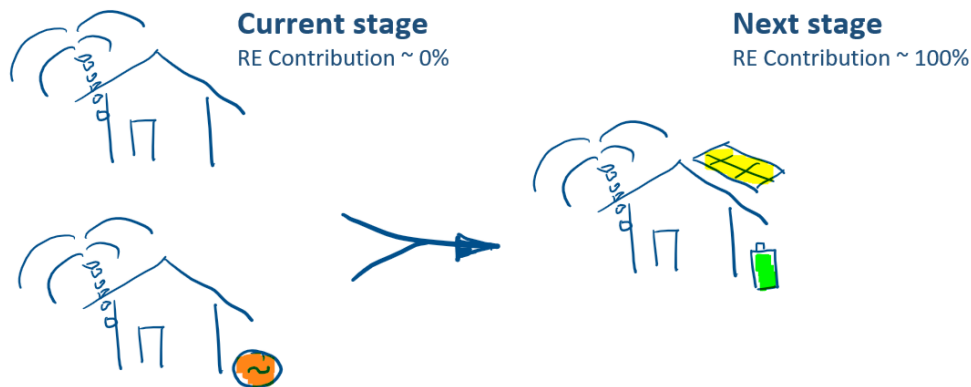 Current stage
RE Contribution ~ 0%
Next stage
RE Contribution ~ 100%
~